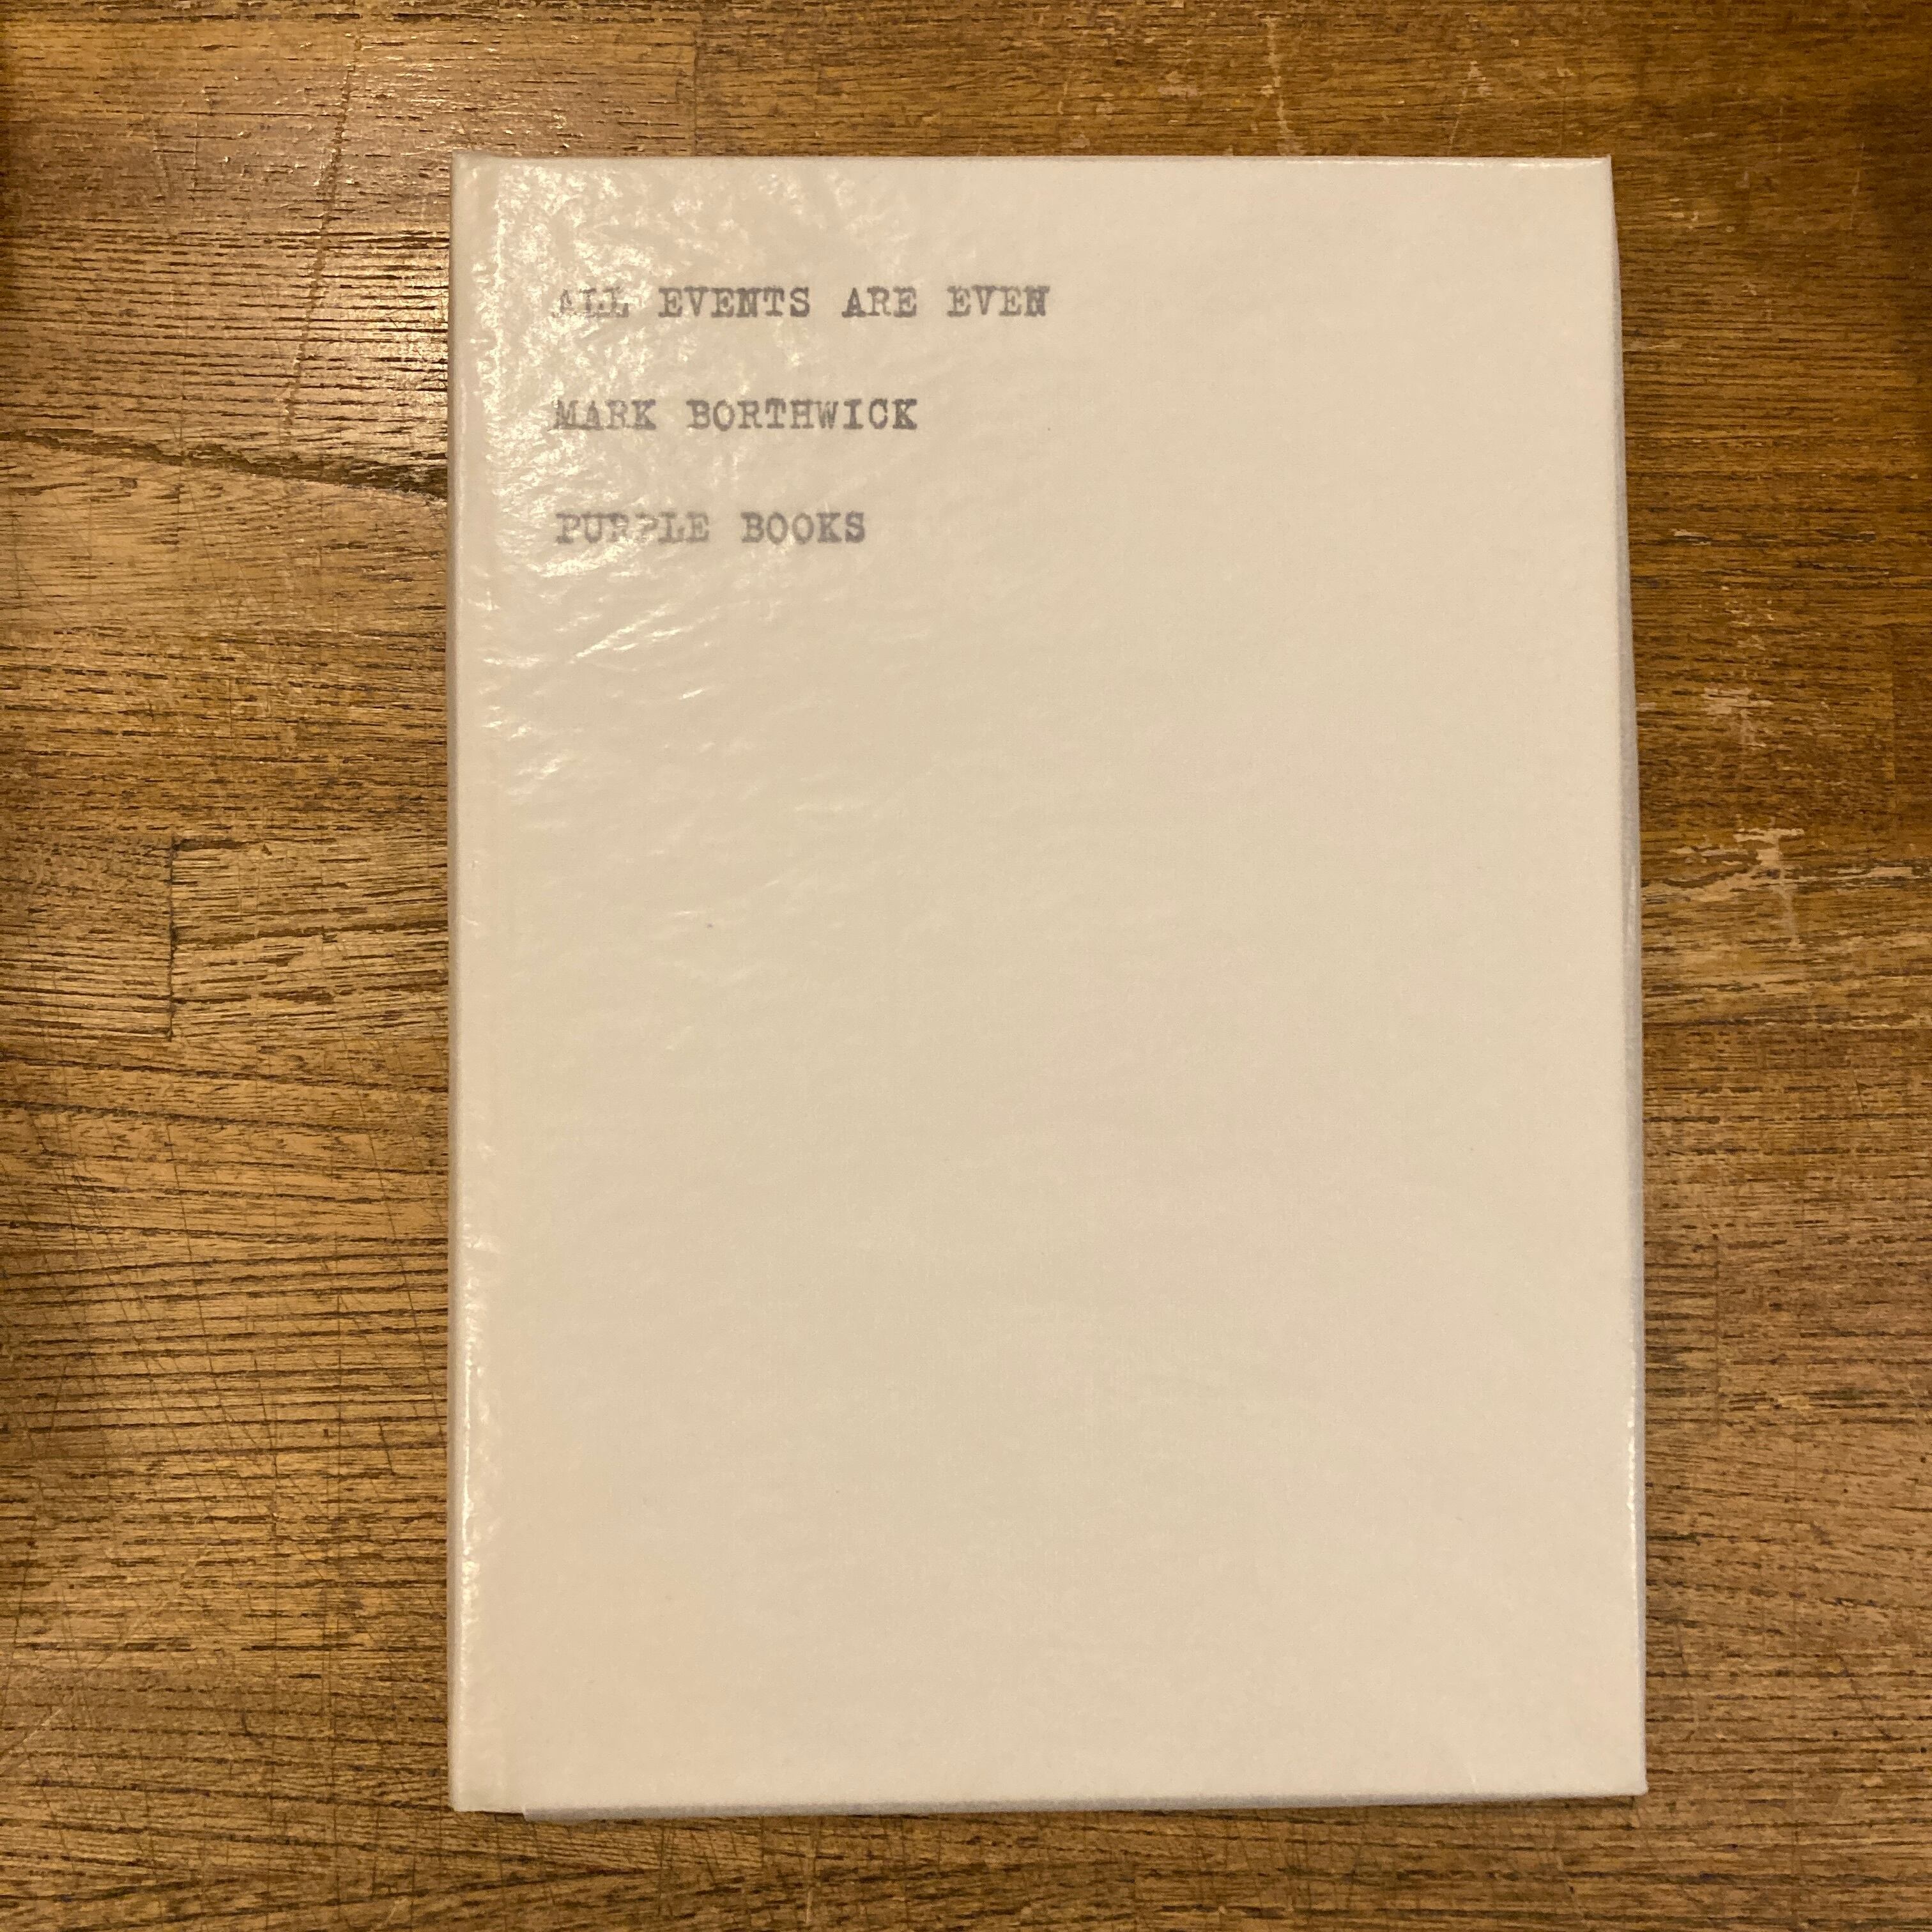 ALL EVENTS ARE EVEN
MARK BORTHWICK
PURPLE BOOKS